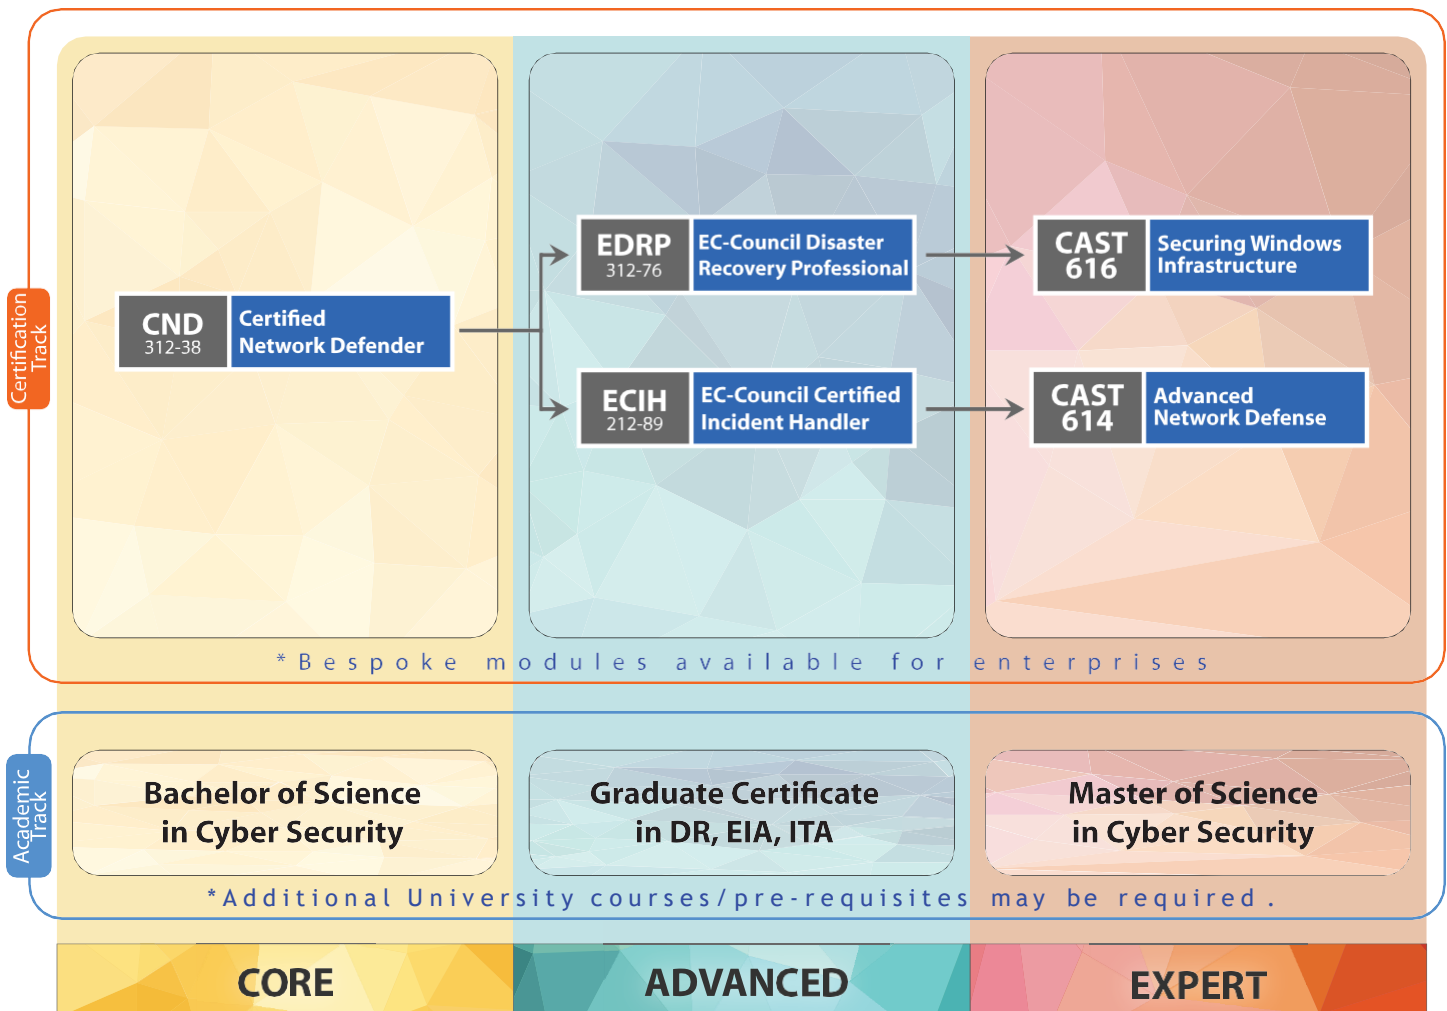 Certification
Track
CND
312-38
Certified
Network Defender
EDRP
312-76
EC-Council Disaster
Recovery Professional
CAST
616
Securing Windows
Infrastructure
ECIH
212-89
EC-Council Certified
Incident Handler
CAST
614
Advanced
Network Defense
*Bespoke modules available for enterprises
Academic
Track
Bachelor of Science
in Cyber Security
Graduate Certificate
in DR, EIA, ITA
Master of Science
in Cyber Security
*Additional University courses/pre-requisites may be required.
CORE
ADVANCED
EXPERT